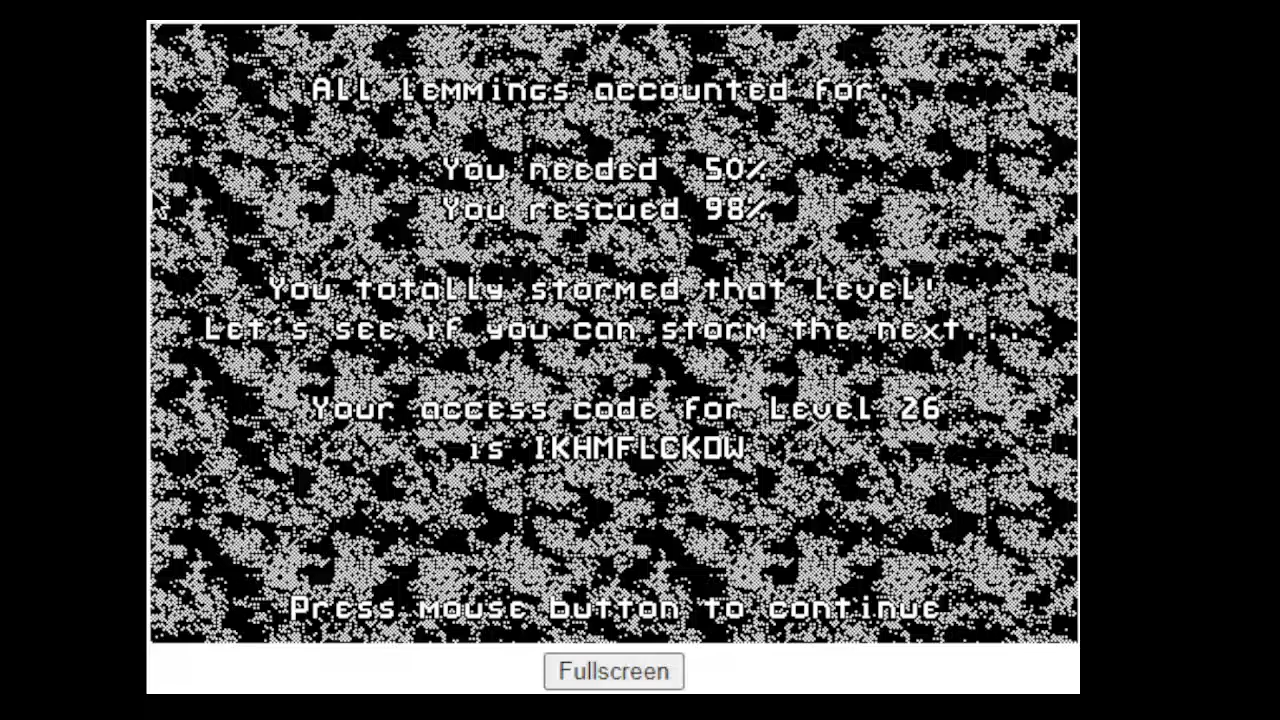 All lemmings accounted for.
You needed 50%
You rescued 98%
You totally stormed that level!
Let's see if you can storm the next...
Your access code for Level 26
is IKHMFLCKOW
Press mouse button to continue
Fullscreen